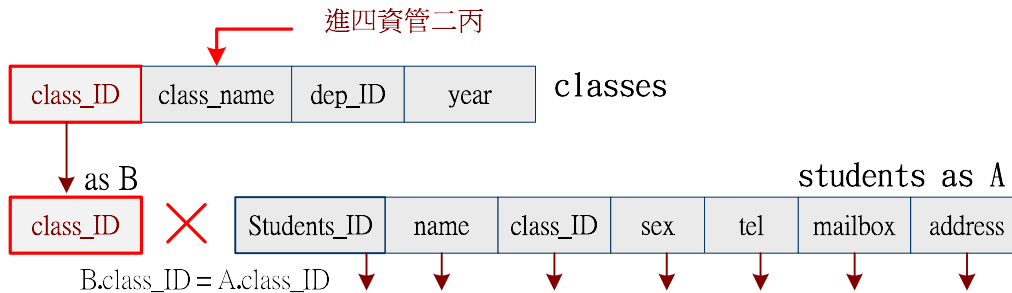 進四資管二丙
class_ID class_name dep_ID year classes
as B
students as A
class_ID Students_ID name class_ID sex tel mailbox address
B.class_ID = A.class_ID